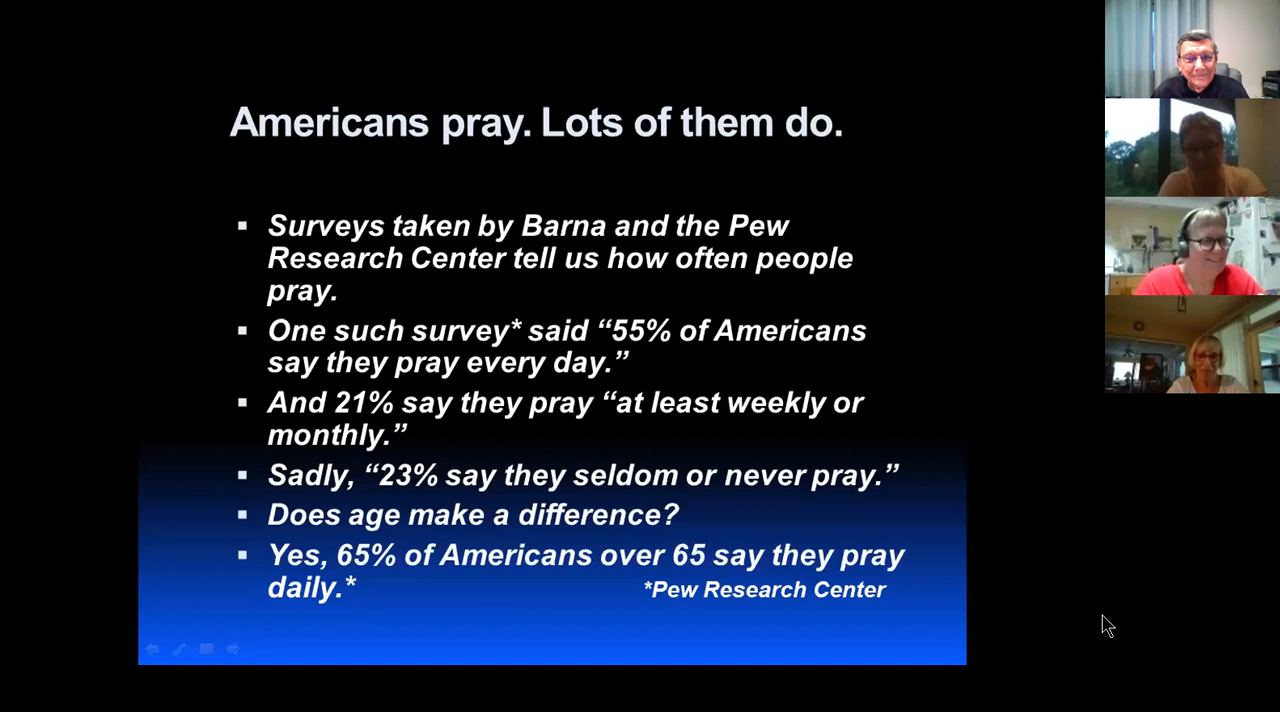 Americans pray. Lots of them do.
▪ Surveys taken by Barna and the Pew
Research Center tell us how often people
pray.
▪ One such survey* said “55% of Americans
say they pray every day.”
▪ And 21% say they pray “at least weekly or
monthly.”
▪ Sadly, “23% say they seldom or never pray.”
▪ Does age make a difference?
▪ Yes, 65% of Americans over 65 say they pray
daily.* *Pew Research Center